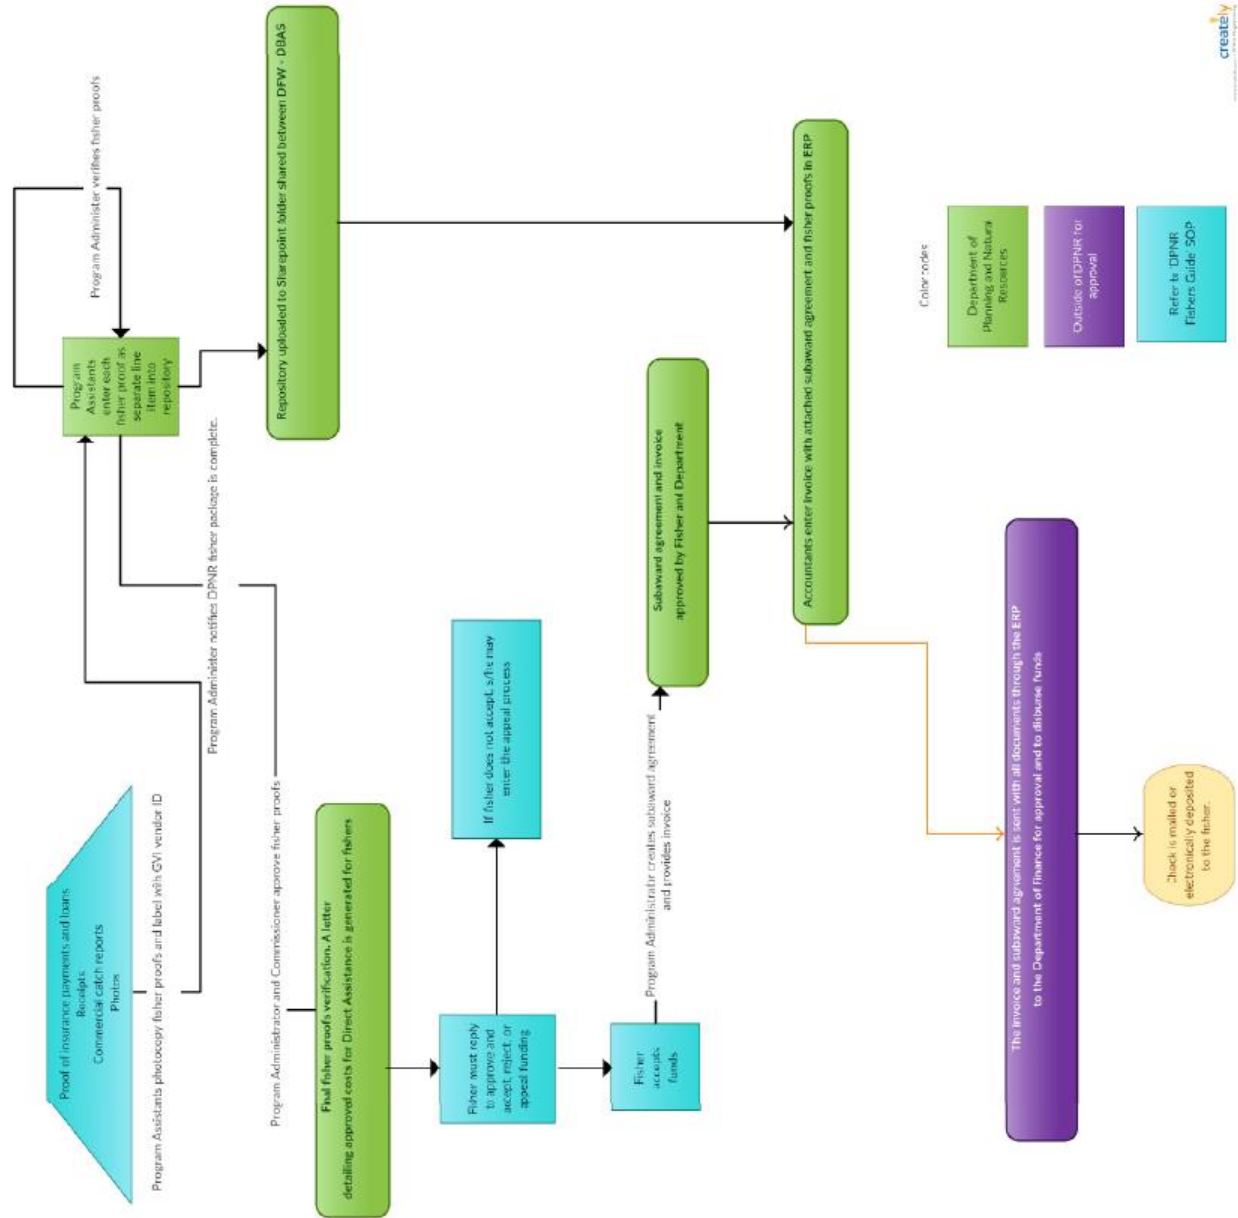 Proof of insurance payments and loans
Receipts
Commercial catch reports
Photos
Program Assistants photocopy fisher proofs and label with GVI vendor ID
Program Assistants
enter each
fisher proof as
separate line
item into
repository
Program Administer verifies fisher proofs
Program Administer notifies DPNR fisher package is complete.
Repository uploaded to Sharepoint folder shared between DFW - DBAS
Program Administrator and Commissioner approve fisher proofs
Final fisher proofs verification. A letter
detailing approved costs for Direct Assistance is generated for fishers
Fisher must reply
to approve and
accept, reject, or
appeal funding
If fisher does not accept, s/he may
enter the appeal process
Fisher
accepts
funds
Program Administrator creates subaward agreement
and provides invoice
Subaward agreement and invoice
approved by Fisher and Department
Accountants enter invoice with attached subaward agreement and fisher proofs in ERP
The invoice and subaward agreement is sent with all documents through the ERP
to the Department of Finance for approval and to disburse funds
Check is mailed or
electronically deposited
to the fisher.
Color codes
Department of
Planning and Natural
Resources
Outside of DPNR for
approval
Refer to 'DPNR
Fishers Guide' SOP
creately